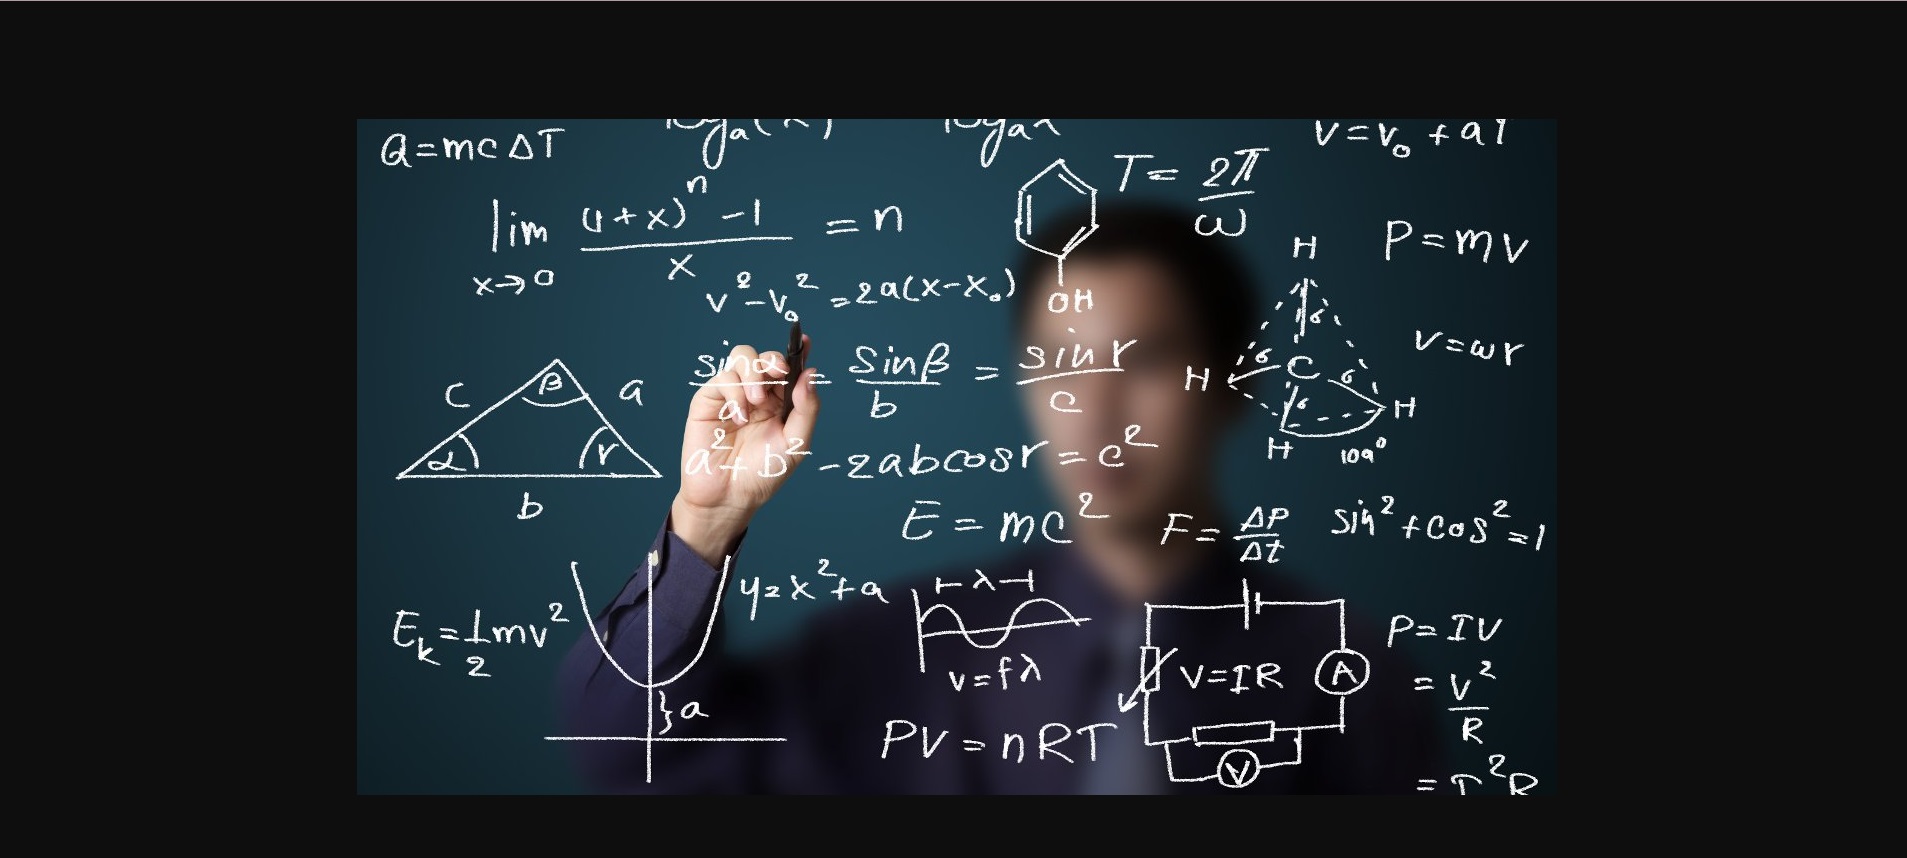 Q=mcΔT
v=v₀+at
T=2π/ω
lim x→0 ((1+x)ⁿ-1)/x =n
P=mv
H
v²-v₀²=2a(x-x₀)
OH
σ
v=ωr
sinα/a = sinβ/b = sinr/c
H σ C σ H
c β a
σ
α r
H 109°
a²+b²-2abcosr=c²
b
E=mc²
F=ΔP/Δt
sin²+cos²=1
λ
y=x²+a
Eₖ=1/2mv²
v=fλ
P=IV
V=IR
A
=V²/R
}a
PV=nRT
V
=I²R